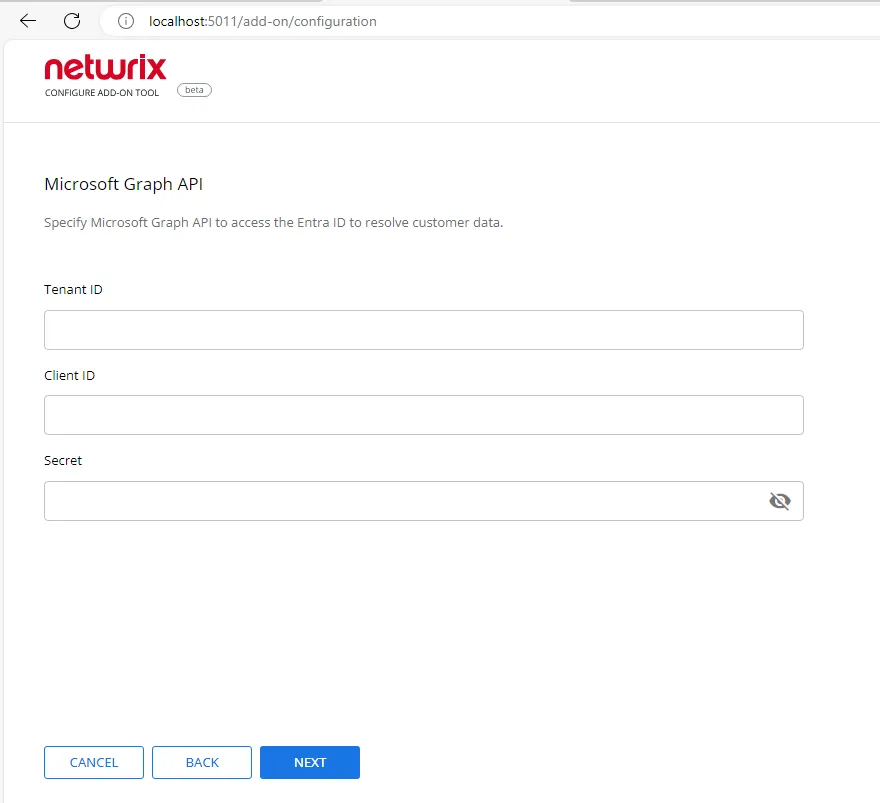 localhost:5011/add-on/configuration
netwrix
CONFIGURE ADD-ON TOOL beta
Microsoft Graph API
Specify Microsoft Graph API to access the Entra ID to resolve customer data.
Tenant ID
Client ID
Secret
CANCEL BACK NEXT